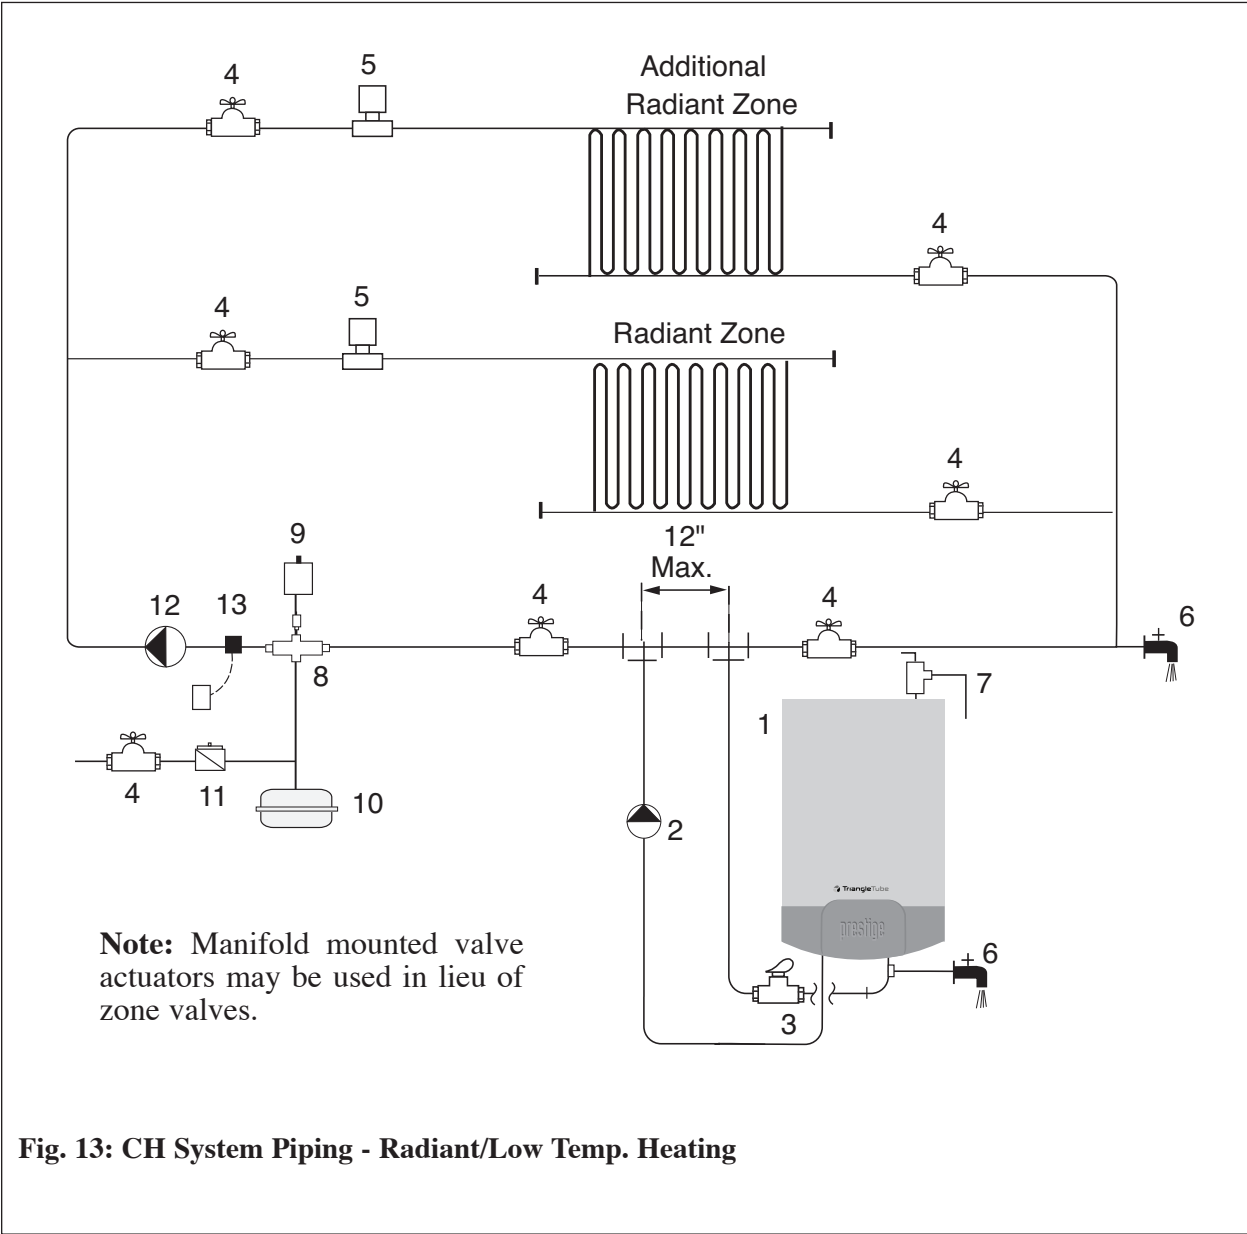 Additional
Radiant Zone
4
5
4
4
5
Radiant Zone
4
12"
Max.
9
12
13
4
4
6
8
7
1
4
11
10
2
TriangleTube
prestige
6
3
Note: Manifold mounted valve
actuators may be used in lieu of
zone valves.
Fig. 13: CH System Piping - Radiant/Low Temp. Heating